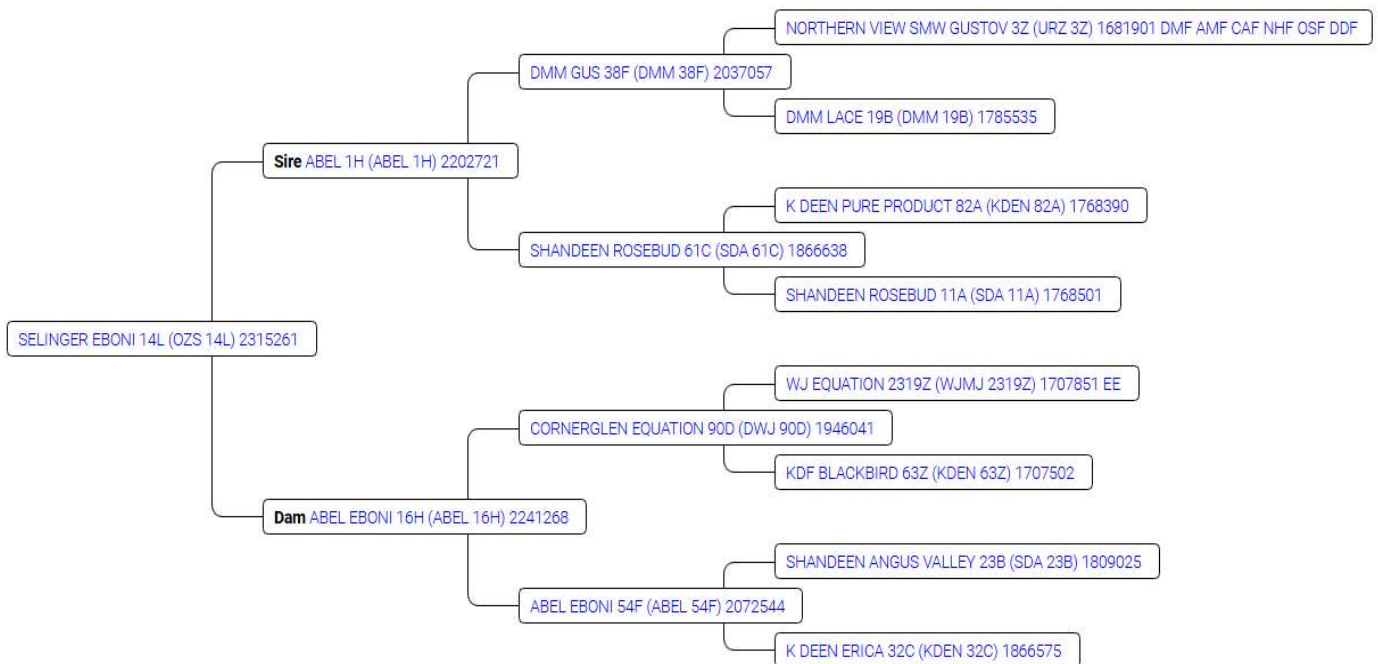 NORTHERN VIEW SMW GUSTOV 3Z (URZ 3Z) 1681901 DMF AMF CAF NHF OSF DDF
DMM GUS 38F (DMM 38F) 2037057
DMM LACE 19B (DMM 19B) 1785535
Sire ABEL 1H (ABEL 1H) 2202721
K DEEN PURE PRODUCT 82A (KDEN 82A) 1768390
SHANDEEN ROSEBUD 61C (SDA 61C) 1866638
SHANDEEN ROSEBUD 11A (SDA 11A) 1768501
SELINGER EBONI 14L (OZS 14L) 2315261
WJ EQUATION 2319Z (WJMJ 2319Z) 1707851 EE
CORNERGLEN EQUATION 90D (DWJ 90D) 1946041
KDF BLACKBIRD 63Z (KDEN 63Z) 1707502
Dam ABEL EBONI 16H (ABEL 16H) 2241268
SHANDEEN ANGUS VALLEY 23B (SDA 23B) 1809025
ABEL EBONI 54F (ABEL 54F) 2072544
K DEEN ERICA 32C (KDEN 32C) 1866575